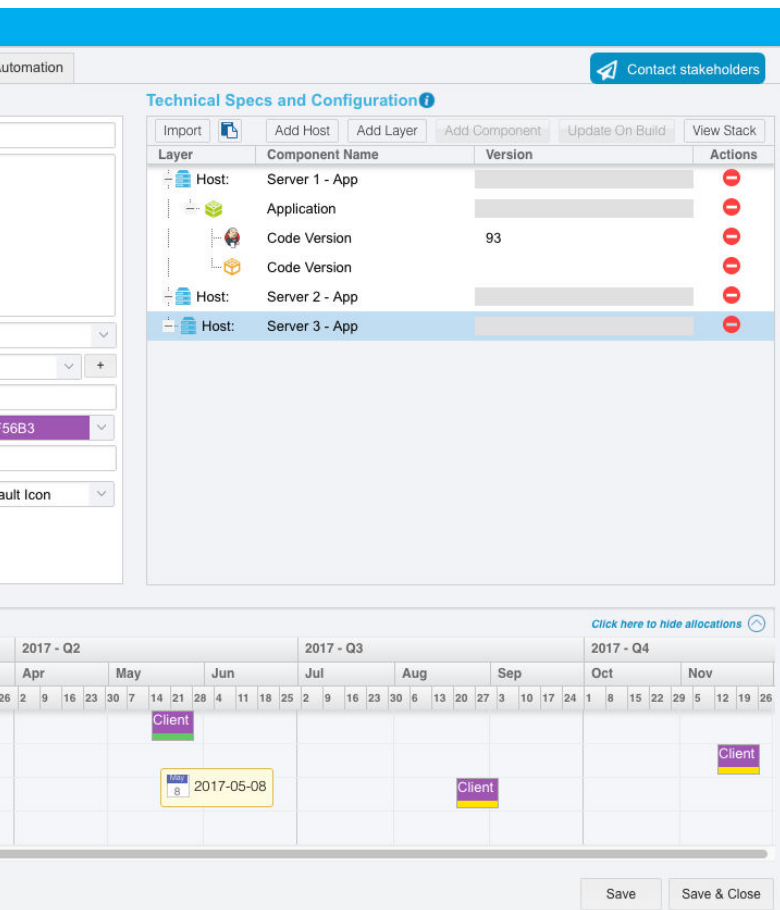 utomation
Contact stakeholders
Technical Specs and Configuration
Import Add Host Add Layer Add Component Update On Build View Stack
Layer Component Name Version Actions
Host: Server 1 - App
Application
Code Version 93
Code Version
Host: Server 2 - App
Host: Server 3 - App
+
56B3
ault Icon
Click here to hide allocations
2017 - Q2 2017 - Q3 2017 - Q4
Apr May Jun Jul Aug Sep Oct Nov
26 2 9 16 23 30 7 14 21 28 4 11 18 25 2 9 16 23 30 6 13 20 27 3 10 17 24 1 8 15 22 29 5 12 19 26
Client
Client
May
8 2017-05-08
Client
Save Save & Close